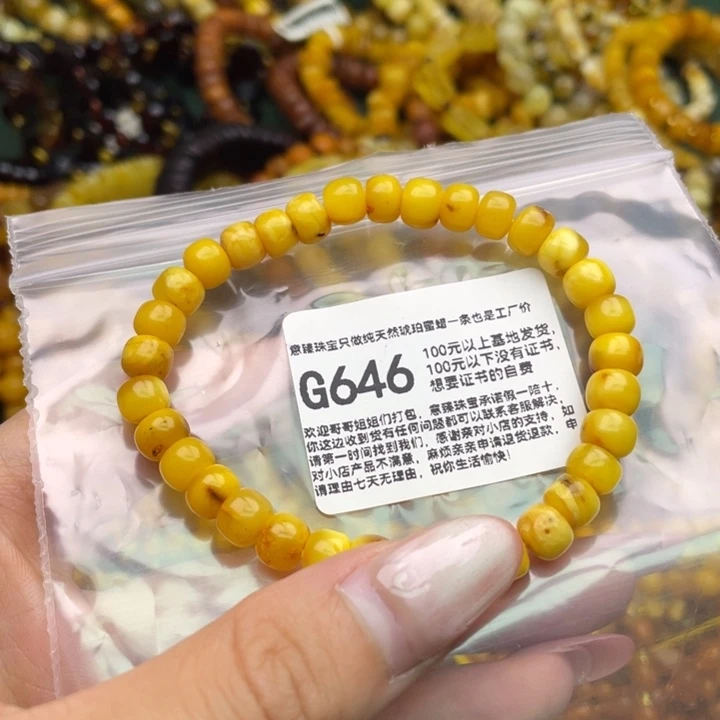 意臻珠宝只做纯天然琥珀蜜蜡一条也是工厂价
G646
100元以上基地发货,
100元以下没有证书,
想要证书的自费
欢迎哥哥姐姐们打包,意臻珠宝承诺假一赔十,
你这边收到货有任何问题都可以联系客服解决,
请第一时间找到我们,感谢亲对小店的支持,如
对小店产品不满意,麻烦亲亲申请退货退款,申
请理由七天无理由,祝你生活愉快!